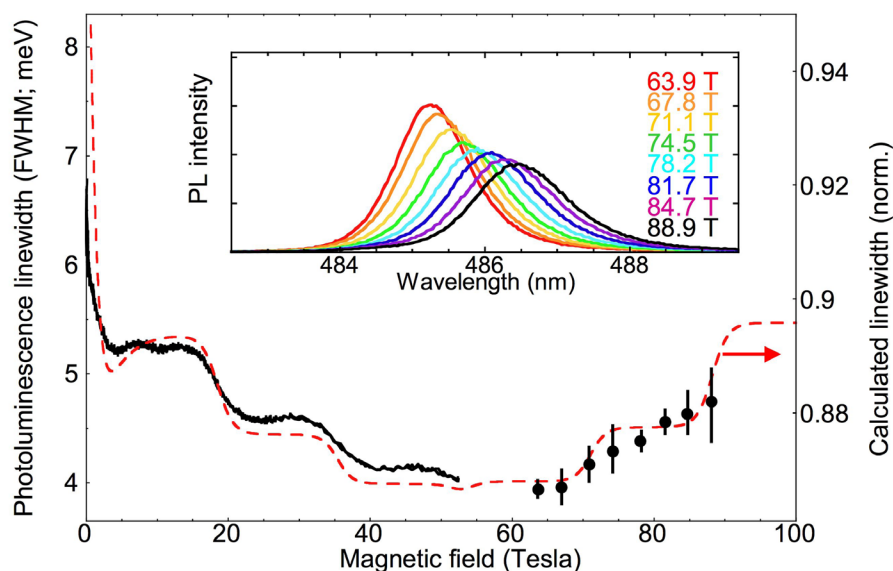 Photoluminescence linewidth (FWHM; meV)
8
7
6
5
4
PL intensity
63.9 T
67.8 T
71.1 T
74.5 T
78.2 T
81.7 T
84.7 T
88.9 T
484
486
488
Wavelength (nm)
0.94
0.92
0.9
0.88
Calculated linewidth (norm.)
0
20
40
60
80
100
Magnetic field (Tesla)